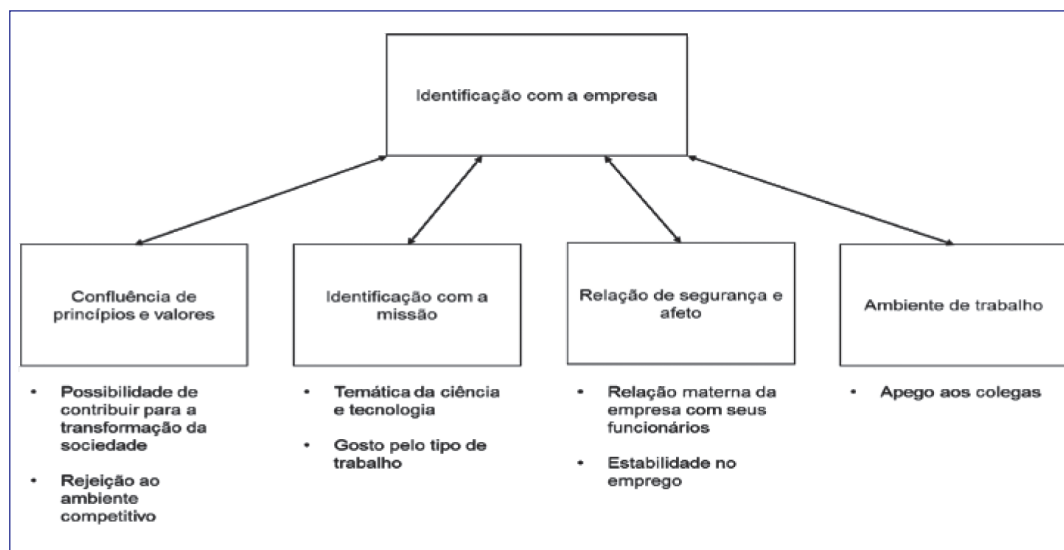 Identificação com a empresa
Confluência de
princípios e valores
Identificação com a
missão
Relação de segurança e
afeto
Ambiente de trabalho
• Possibilidade de
contribuir para a
transformação da
sociedade
• Rejeição ao
ambiente
competitivo
• Temática da ciência
e tecnologia
• Gosto pelo tipo de
trabalho
• Relação materna da
empresa com seus
funcionários
• Estabilidade no
emprego
• Apego aos colegas